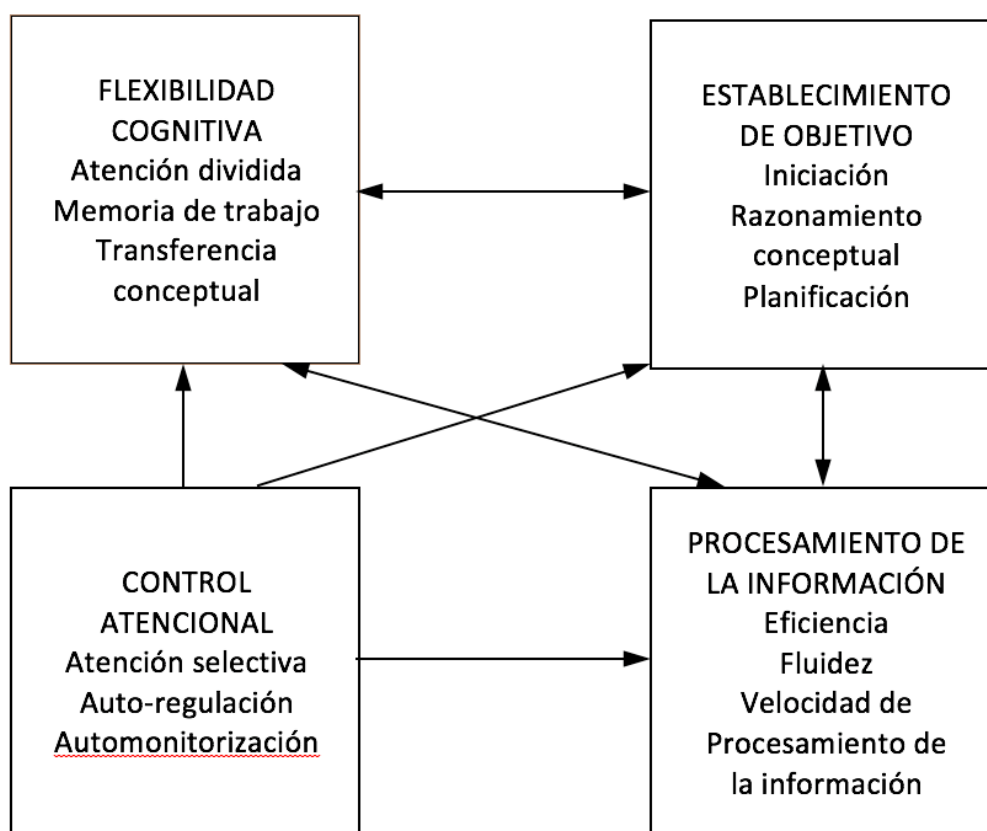 FLEXIBILIDAD
COGNITIVA
Atención dividida
Memoria de trabajo
Transferencia
conceptual
ESTABLECIMIENTO
DE OBJETIVO
Iniciación
Razonamiento
conceptual
Planificación
CONTROL
ATENCIONAL
Atención selectiva
Auto-regulación
Automonitorización
PROCESAMIENTO DE
LA INFORMACIÓN
Eficiencia
Fluidez
Velocidad de
Procesamiento de
la información